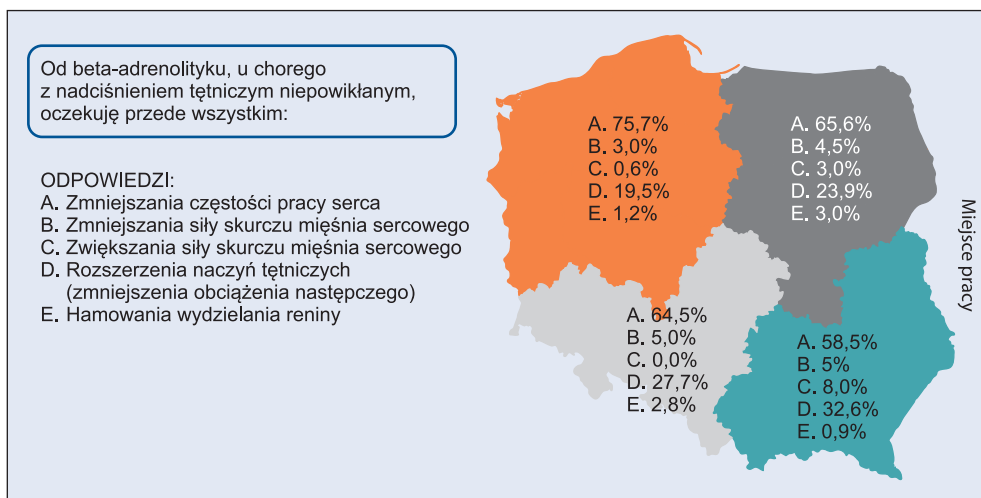 Od beta-adrenolityku, u chorego
z nadciśnieniem tętniczym niepowikłanym,
oczekuję przede wszystkim:
ODPOWIEDZI:
A. Zmniejszania częstości pracy serca
B. Zmniejszania siły skurczu mięśnia sercowego
C. Zwiększania siły skurczu mięśnia sercowego
D. Rozszerzenia naczyń tętniczych
(zmniejszenia obciążenia następczego)
E. Hamowania wydzielania reniny
A. 75,7%
B. 3,0%
C. 0,6%
D. 19,5%
E. 1,2%
A. 65,6%
B. 4,5%
C. 3,0%
D. 23,9%
E. 3,0%
A. 64,5%
B. 5,0%
C. 0,0%
D. 27,7%
E. 2,8%
A. 58,5%
B. 5%
C. 8,0%
D. 32,6%
E. 0,9%
Miejsce pracy